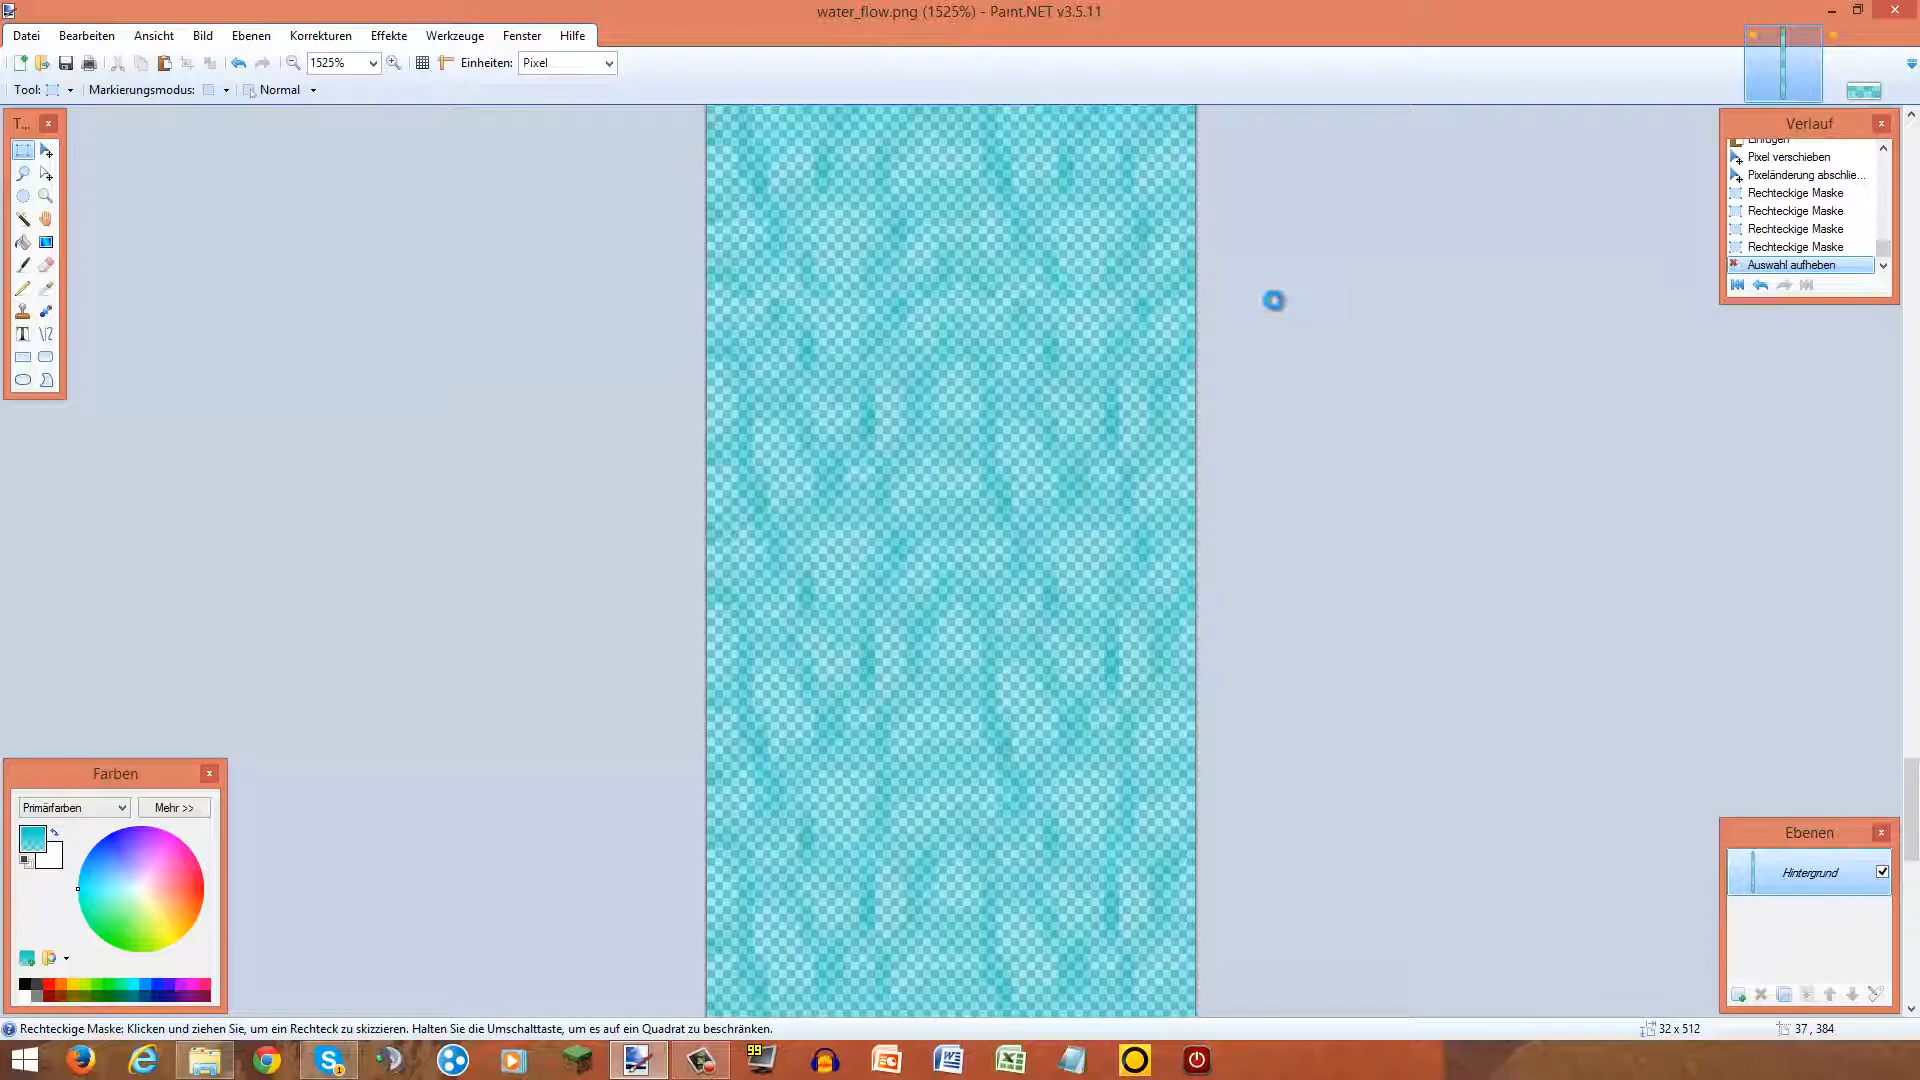 water_flow.png (1525%) - Paint.NET v3.5.11
Datei Bearbeiten Ansicht Bild Ebenen Korrekturen Effekte Werkzeuge Fenster Hilfe
1525% Einheiten: Pixel
Tool: Markierungsmodus: Normal
T...
Verlauf
Einfügen
Pixel verschieben
Pixeländerung abschlie...
Rechteckige Maske
Rechteckige Maske
Rechteckige Maske
Rechteckige Maske
Auswahl aufheben
Farben
Primärfarben Mehr >>
Ebenen
Hintergrund
Rechteckige Maske: Klicken und ziehen Sie, um ein Rechteck zu skizzieren. Halten Sie die Umschalttaste, um es auf ein Quadrat zu beschränken.
32 x 512
37 , 384
99
1